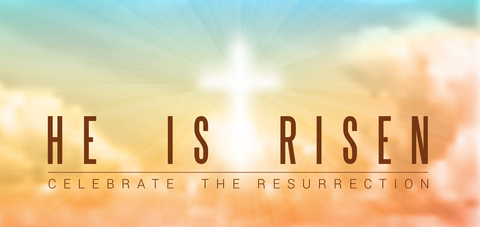 HE IS RISEN
CELEBRATE THE RESURRECTION